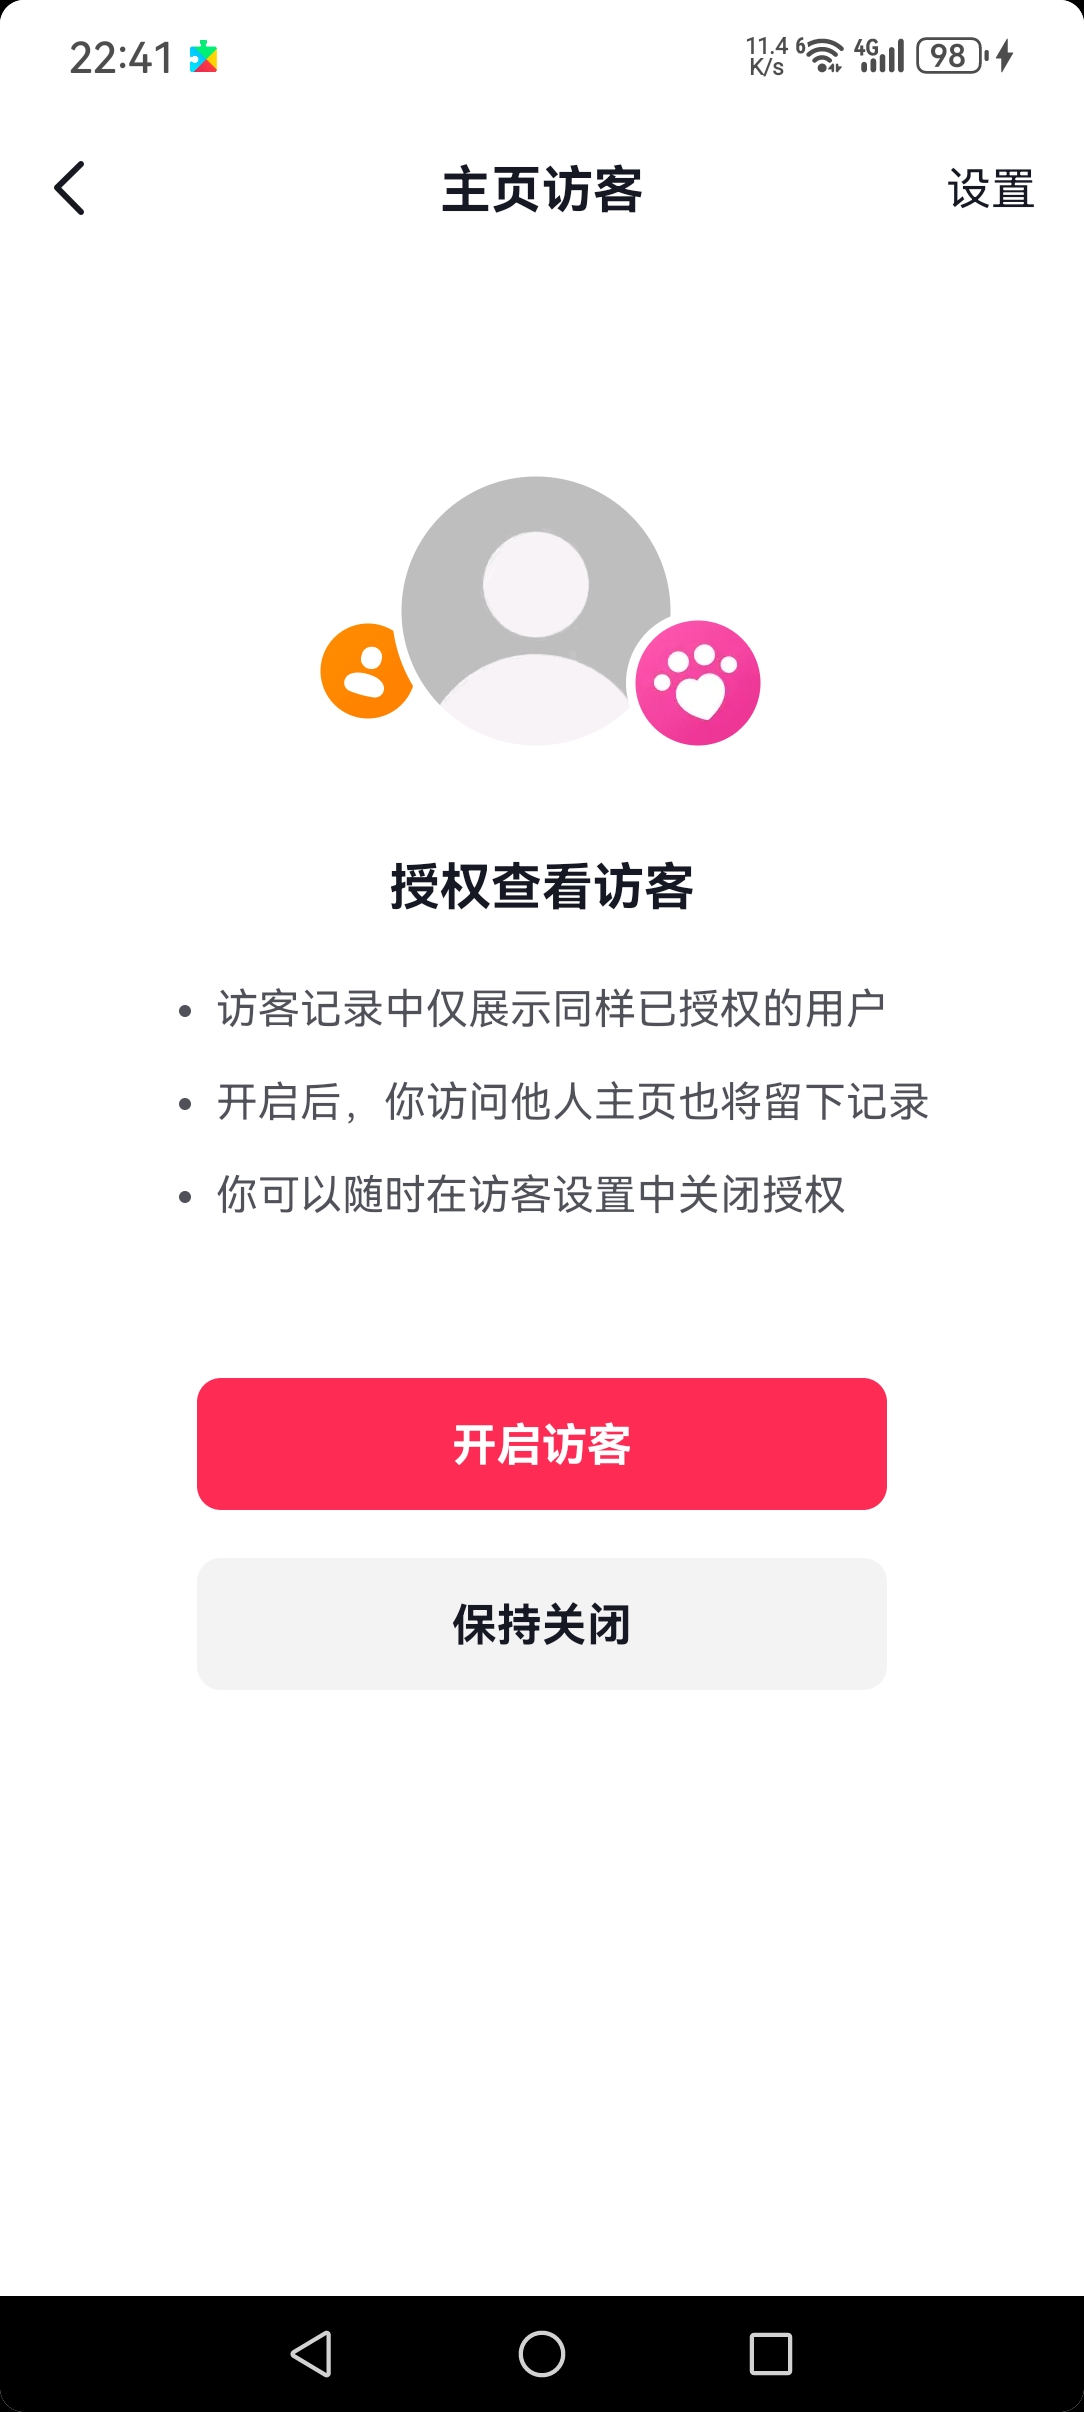 22:41
11.4 K/s 6 4G 98
主页访客
设置
授权查看访客
访客记录中仅展示同样已授权的用户
开启后，你访问他人主页也将留下记录
你可以随时在访客设置中关闭授权
开启访客
保持关闭